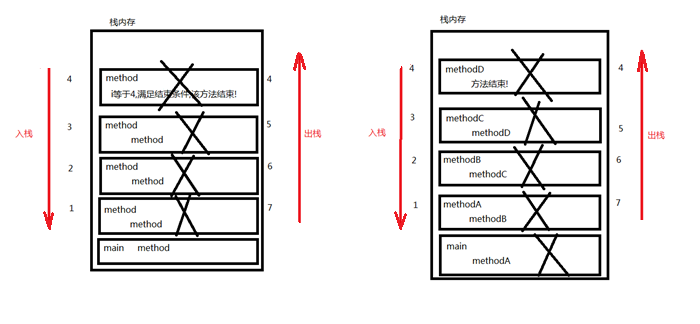 栈内存
4
method
i等于4,满足结束条件,该方法结束!
4
入栈
3
method
method
5
出栈
2
method
method
6
1
method
method
7
main method
栈内存
4
methodD
方法结束!
4
入栈
3
methodC
methodD
5
出栈
2
methodB
methodC
6
1
methodA
methodB
7
main
methodA